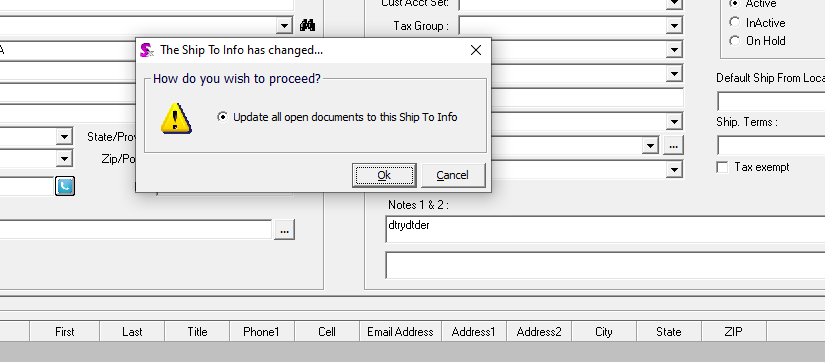 Cust Acct Set:
Active
Tax Group :
InActive
A
On Hold
The Ship To Info has changed...
How do you wish to proceed?
Default Ship From Loca
Update all open documents to this Ship To Info
Ship. Terms :
State/Prov
Zip/Po
...
Tax exempt
Ok
Cancel
Notes 1 & 2 :
dtrydtder
...
First Last Title Phone1 Cell Email Address Address1 Address2 City State ZIP